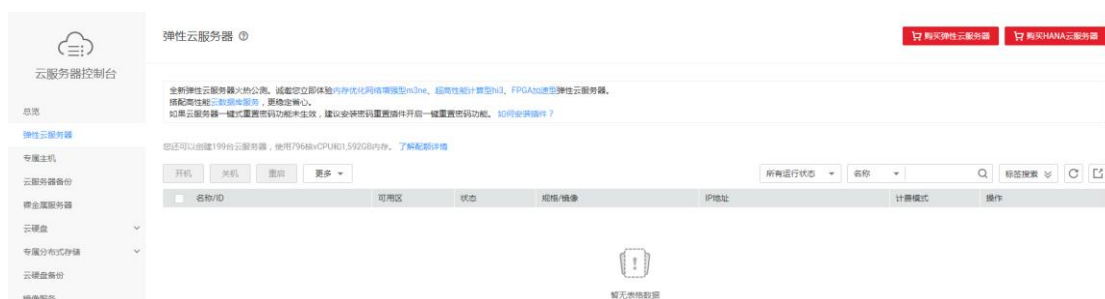 弹性云服务器
购买弹性云服务器
购买HANA云服务器
云服务器控制台
全新弹性云服务器火热公测。诚邀您立即体验内存优化网络增强型m3ne、超高性能计算型hi3、FPGA加速型弹性云服务器。
搭配高性能云数据库服务，更稳定省心。
如果云服务器一键式重置密码功能未生效，建议安装密码重置插件开启一键重置密码功能。 如何安装插件？
您还可以创建199台云服务器，使用796核vCPU和1,592GB内存。 了解配额详情
总览
弹性云服务器
专属主机
云服务器备份
裸金属服务器
云硬盘
专属分布式存储
云硬盘备份
镜像服务
开机 关机 重启 更多
所有运行状态 名称 标签搜索
名称/ID 可用区 状态 规格/镜像 IP地址 计费模式 操作
暂无表格数据